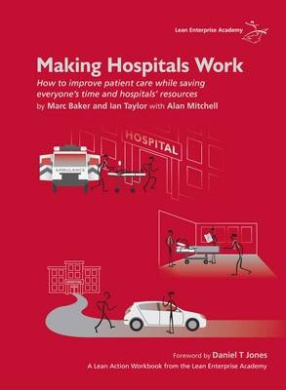 Lean Enterprise Academy
Making Hospitals Work
How to improve patient care while saving
everyone's time and hospitals' resources
by Marc Baker and Ian Taylor with Alan Mitchell
HOSPITAL
AMBULANCE
Foreword by Daniel T Jones
A Lean Action Workbook from the Lean Enterprise Academy